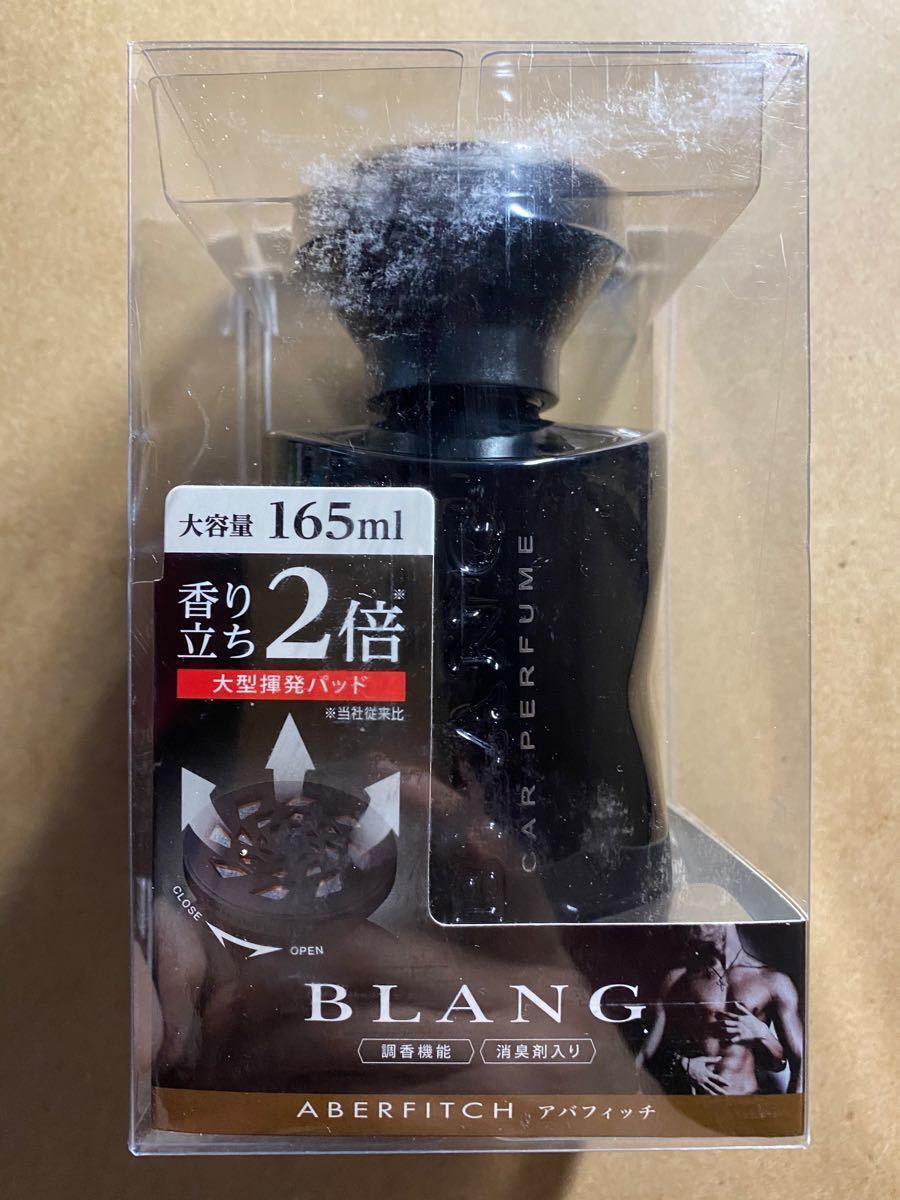 大容量 165ml
香り立ち2倍※
大型揮発パッド
※当社従来比
CLOSE
OPEN
BLANG
CAR PERFUME
BLANG
調香機能 消臭剤入り
ABERFITCH アバフィッチ